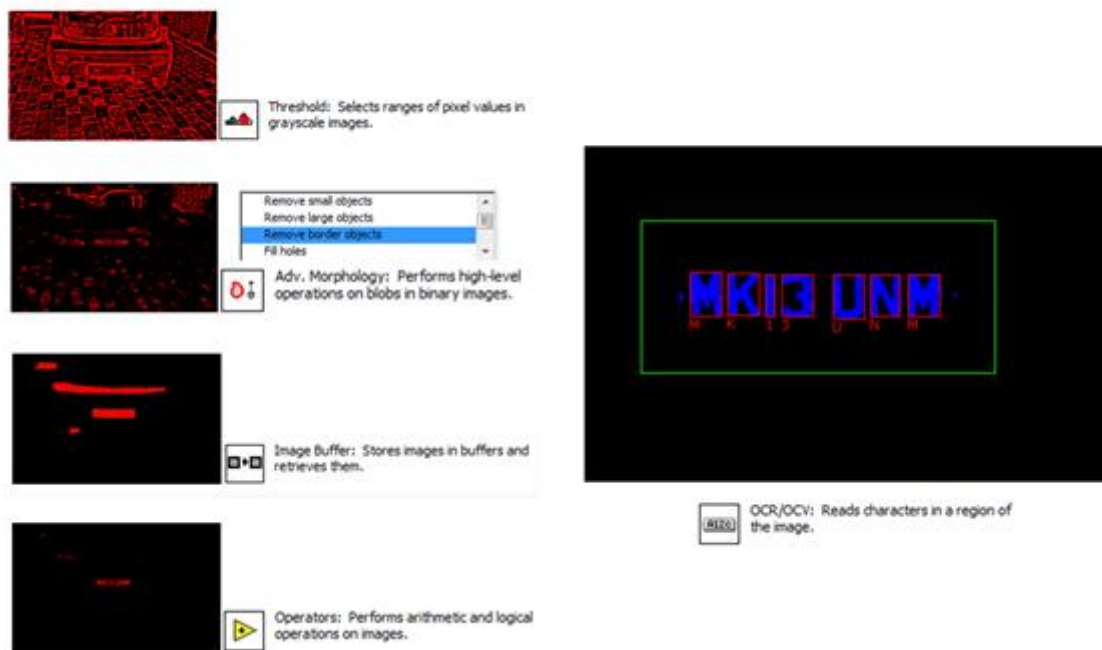 Threshold: Selects ranges of pixel values in
grayscale images.
Remove small objects
Remove large objects
Remove border objects
Fill holes
Adv. Morphology: Performs high-level
operations on blobs in binary images.
Image Buffer: Stores images in buffers and
retrieves them.
Operators: Performs arithmetic and logical
operations on images.
MK13 UNM
M K 1 3 U N M
OCR/OCV: Reads characters in a region of
the image.